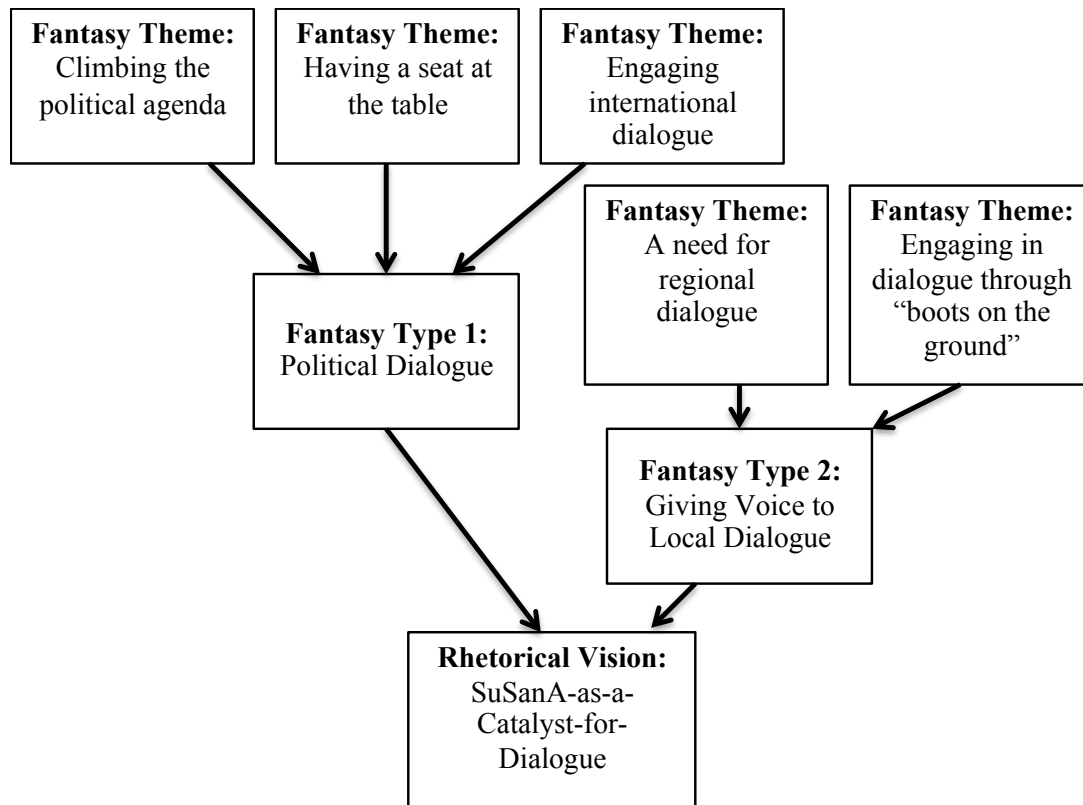 Fantasy Theme:
Climbing the
political agenda
Fantasy Theme:
Having a seat at
the table
Fantasy Theme:
Engaging
international
dialogue
Fantasy Theme:
A need for
regional
dialogue
Fantasy Theme:
Engaging in
dialogue through
“boots on the
ground”
Fantasy Type 1:
Political Dialogue
Fantasy Type 2:
Giving Voice to
Local Dialogue
Rhetorical Vision:
SuSanA-as-a-
Catalyst-for-
Dialogue